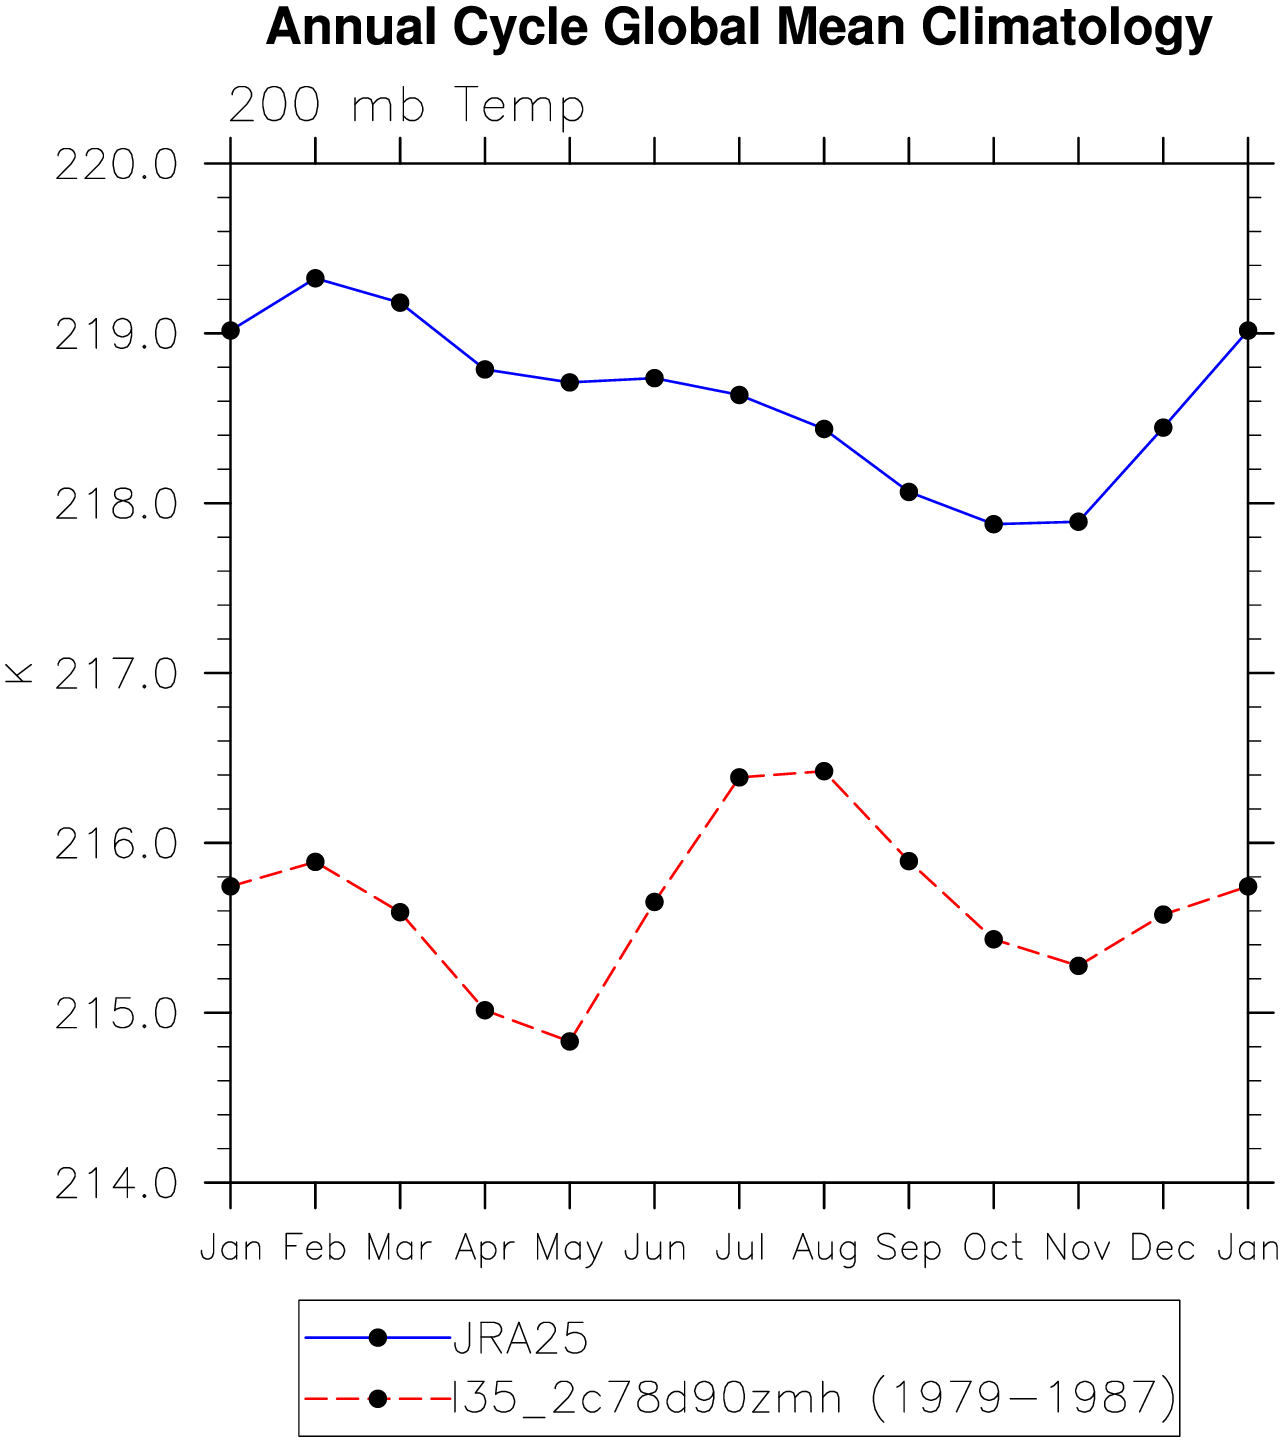 Annual Cycle Global Mean Climatology
200 mb Temp
220.0
219.0
218.0
217.0
216.0
215.0
214.0
K
Jan Feb Mar Apr May Jun Jul Aug Sep Oct Nov Dec Jan
JRA25
I35_2c78d90zmh (1979-1987)